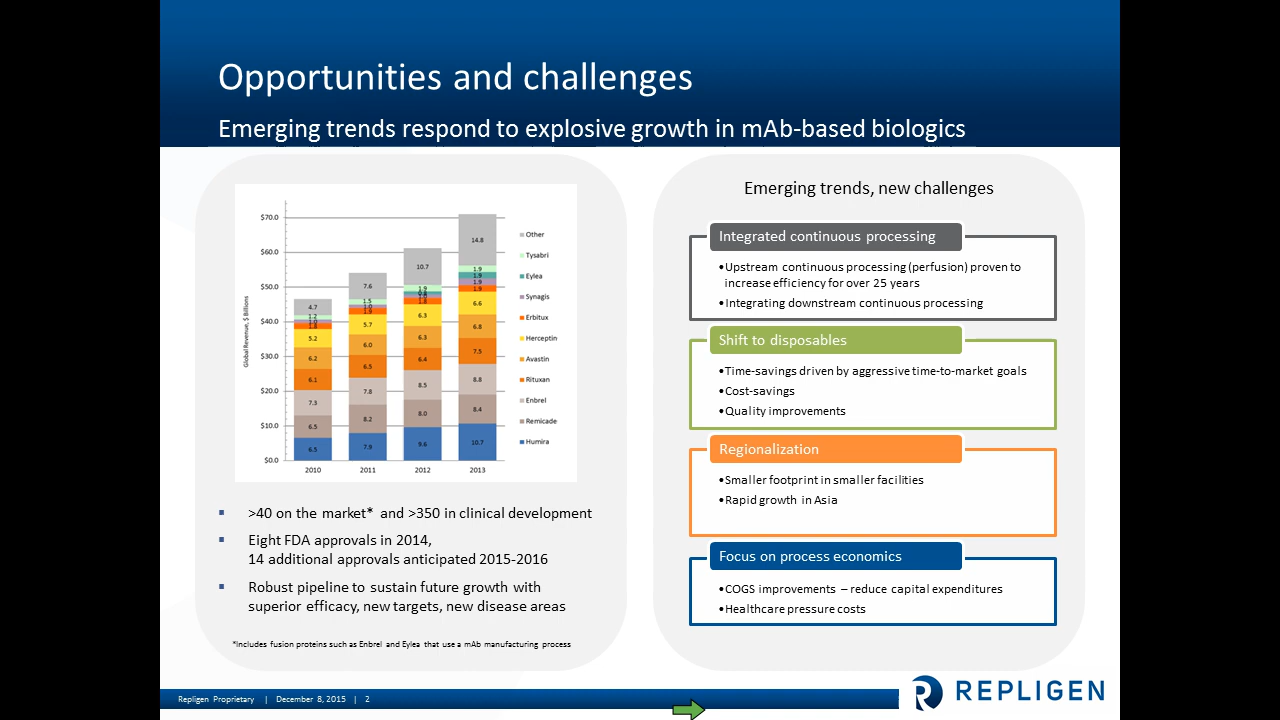 Opportunities and challenges
Emerging trends respond to explosive growth in mAb-based biologics
Global Revenue, $ Billions
$70.0
$60.0
$50.0
$40.0
$30.0
$20.0
$10.0
$0.0
4.7
1.2
5.2
6.2
6.1
7.3
6.5
6.5
2010
7.6
1.5
5.7
6.0
6.5
7.8
8.2
7.9
2011
10.7
1.9
6.3
6.3
6.4
8.5
8.0
9.6
2012
14.8
1.9
1.9
1.9
1.9
6.6
6.8
7.5
8.8
8.4
10.7
2013
Other
Tysabri
Eylea
Synagis
Erbitux
Herceptin
Avastin
Rituxan
Enbrel
Remicade
Humira
>40 on the market* and >350 in clinical development
Eight FDA approvals in 2014,
14 additional approvals anticipated 2015-2016
Robust pipeline to sustain future growth with
superior efficacy, new targets, new disease areas
*Includes fusion proteins such as Enbrel and Eylea that use a mAb manufacturing process
Emerging trends, new challenges
Integrated continuous processing
•Upstream continuous processing (perfusion) proven to
increase efficiency for over 25 years
•Integrating downstream continuous processing
Shift to disposables
•Time-savings driven by aggressive time-to-market goals
•Cost-savings
•Quality improvements
Regionalization
•Smaller footprint in smaller facilities
•Rapid growth in Asia
Focus on process economics
•COGS improvements – reduce capital expenditures
•Healthcare pressure costs
Repligen Proprietary | December 8, 2015 | 2
REPLIGEN